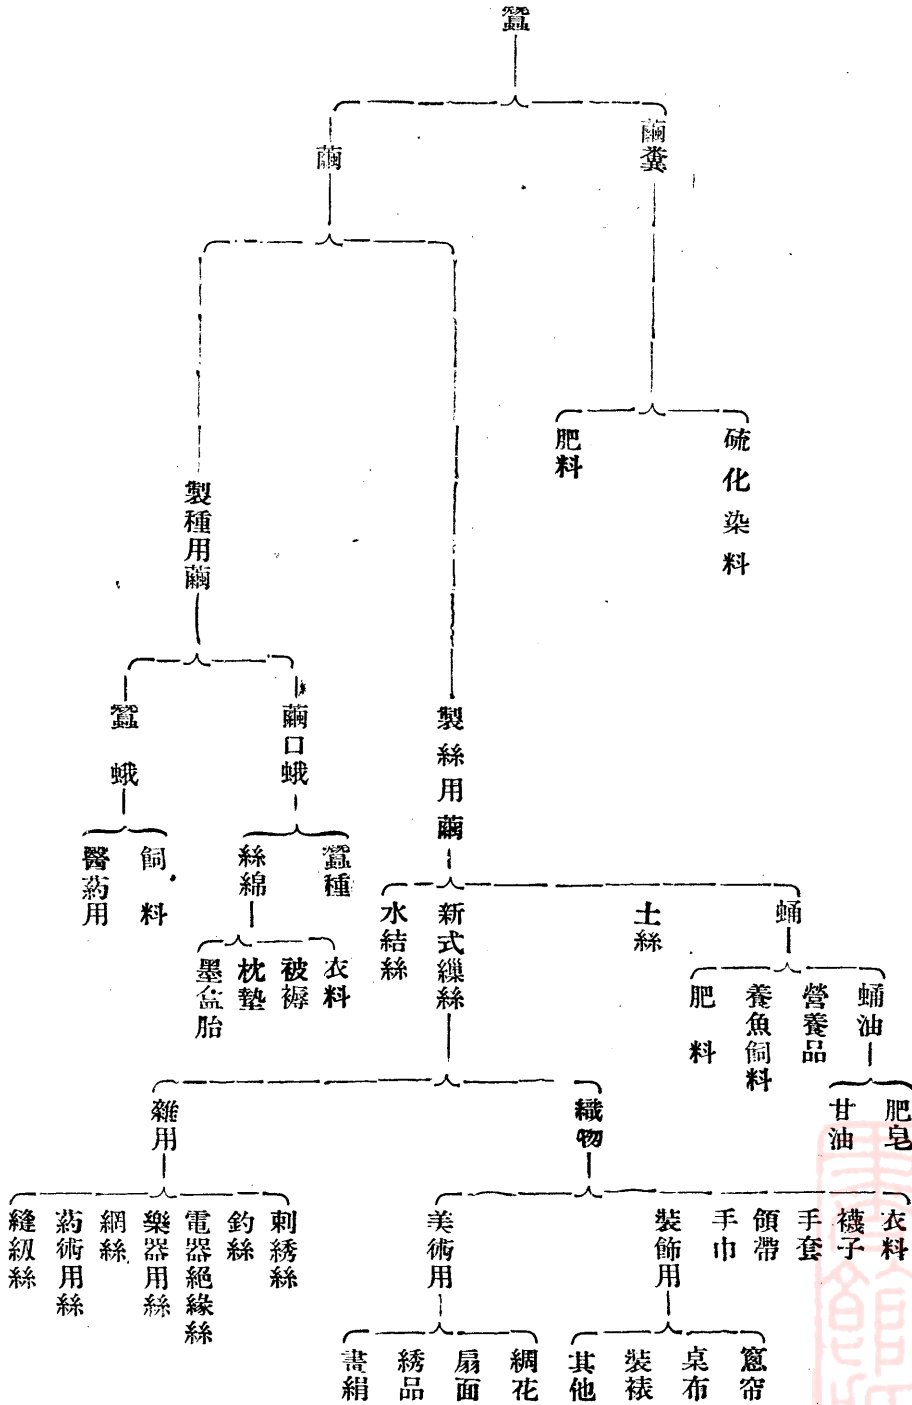 蠶
繭糞
繭
硫化染料
肥料
製種用繭
製絲用繭
繭口蛾
蠶蛾
蠶種
絲綿
飼料
醫葯用
蛹
土絲
新式繅絲
水結絲
衣料
被褥
枕墊
墨盒胎
蛹油
營養品
養魚飼料
肥料
肥皂
甘油
織物
雜用
衣料
襪子
手套
領帶
手巾
裝飾用
美術用
刺綉絲
釣絲
電器絕緣絲
樂器用絲
網絲
葯術用絲
縫紉絲
窻帘
桌布
裝裱
其他
綢花
扇面
綉品
畫絹